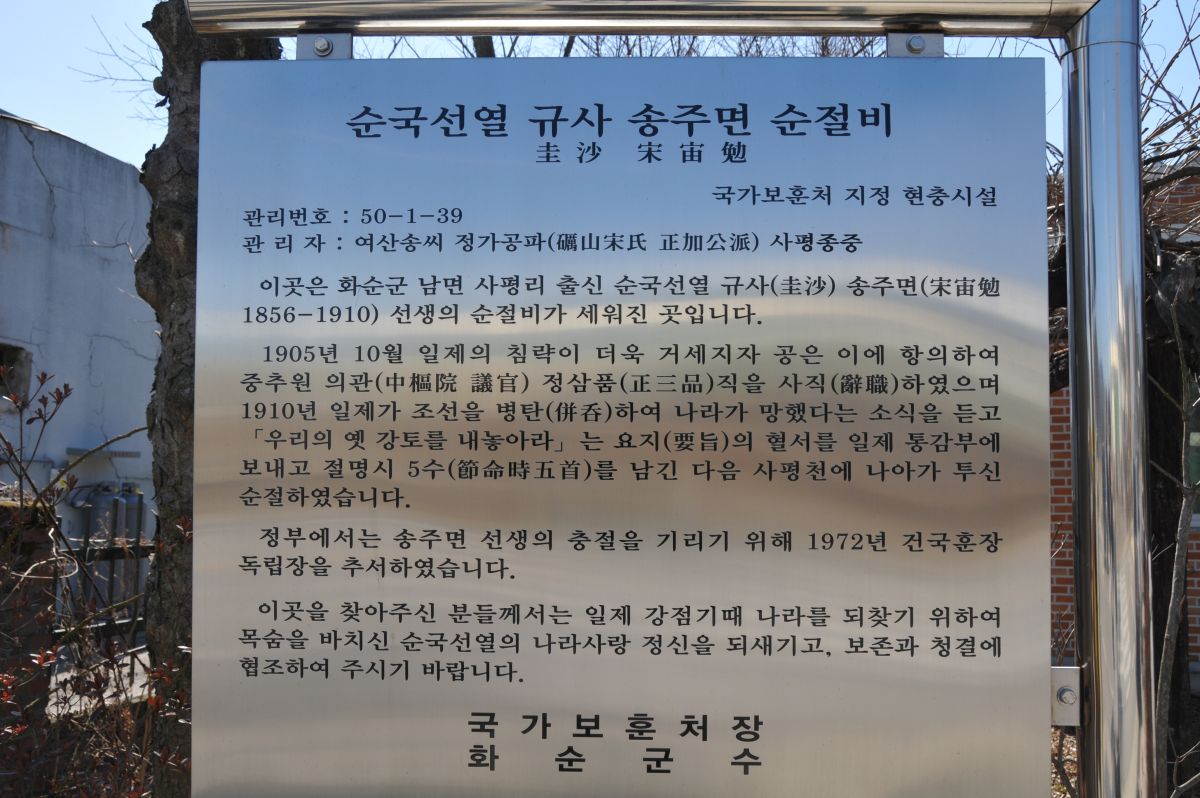 순국선열 규사 송주면 순절비
圭沙 宋宙勉
국가보훈처 지정 현충시설
관리번호 : 50-1-39
관 리 자 : 여산송씨 정가공파(礪山宋氏 正加公派) 사평종중
이곳은 화순군 남면 사평리 출신 순국선열 규사(圭沙) 송주면(宋宙勉
1856-1910) 선생의 순절비가 세워진 곳입니다.
1905년 10월 일제의 침략이 더욱 거세지자 공은 이에 항의하여
중추원 의관(中樞院 議官) 정삼품(正三品)직을 사직(辭職)하였으며
1910년 일제가 조선을 병탄(併呑)하여 나라가 망했다는 소식을 듣고
「우리의 옛 강토를 내놓아라」는 요지(要旨)의 혈서를 일제 통감부에
보내고 절명시 5수(節命時五首)를 남긴 다음 사평천에 나아가 투신
순절하였습니다.
정부에서는 송주면 선생의 충절을 기리기 위해 1972년 건국훈장
독립장을 추서하였습니다.
이곳을 찾아주신 분들께서는 일제 강점기때 나라를 되찾기 위하여
목숨을 바치신 순국선열의 나라사랑 정신을 되새기고, 보존과 청결에
협조하여 주시기 바랍니다.
국가보훈처장
화순군수